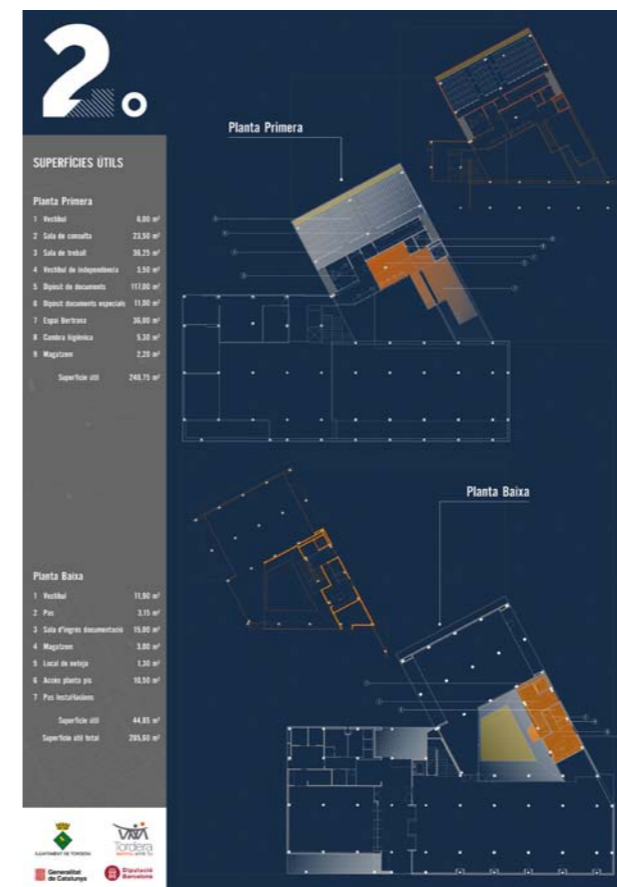 2.
SUPERFÍCIES ÚTILS
Planta Primera
1 Vestíbul 6,00 m²
2 Sala de consulta 23,50 m²
3 Sala de treball 36,25 m²
4 Vestíbul de independència 3,50 m²
5 Dipòsit de documents 117,00 m²
6 Dipòsit documents especials 11,00 m²
7 Espai Bertrana 36,00 m²
8 Cambra higiènica 5,30 m²
9 Magatzem 2,20 m²
Superfície útil 240,75 m²
Planta Baixa
1 Vestíbul 11,90 m²
2 Pas 3,15 m²
3 Sala d'ingrés documentació 15,00 m²
4 Magatzem 3,00 m²
5 Local de neteja 1,30 m²
6 Accés planta pis 10,50 m²
7 Pas instal·lacions
Superfície útil 44,85 m²
Superfície útil total 285,60 m²
Planta Primera
Planta Baixa
AJUNTAMENT DE TORDERA
Tordera
Generalitat
de Catalunya
Diputació
Barcelona